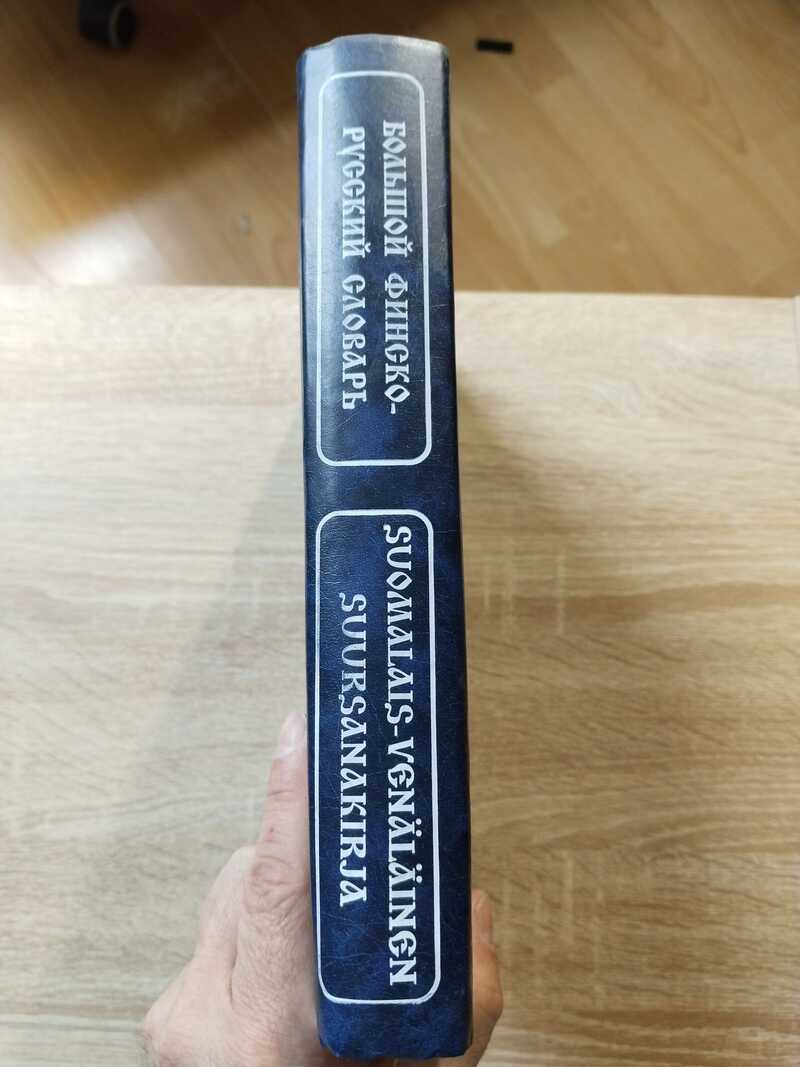 БОЛЬШОЙ ФИНСКО-
РУССКИЙ СЛОВАРЬ
SUOMALAIS-VENÄLÄINEN
SUURSANAKIRJA